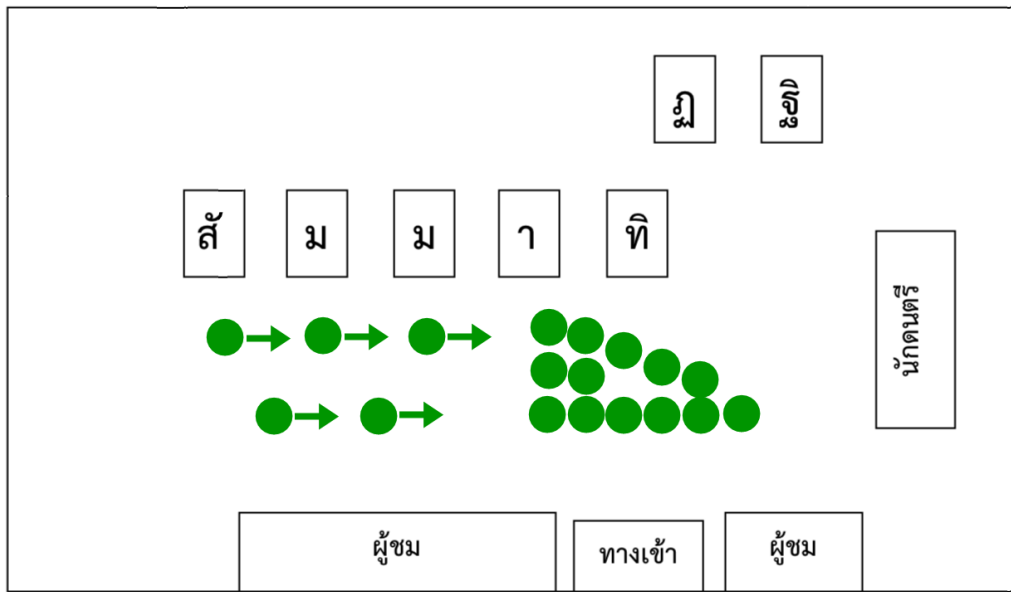 ฏ ฐิ
สั ม ม า ทิ
นักดนตรี
ผู้ชม
ทางเข้า
ผู้ชม